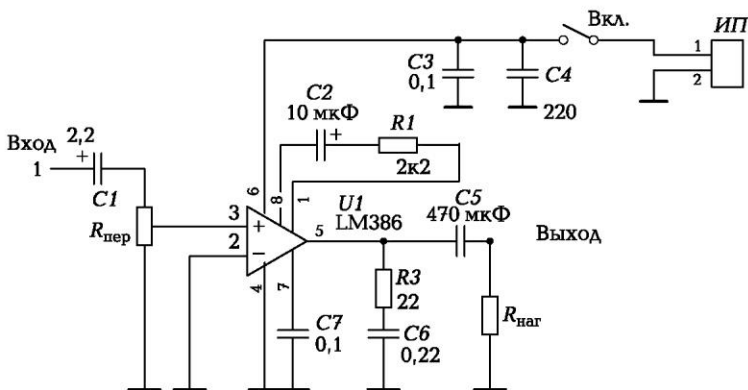 Вкл.
ИП
1
2
C3
0,1
C4
220
C2
10 мкФ
+
R1
2к2
Вход
1
2,2
+
C1
Rпер
6
8
1
U1
LM386
3
+
2
−
5
4
7
C5
470 мкФ
Выход
R3
22
C7
0,1
C6
0,22
Rнаг